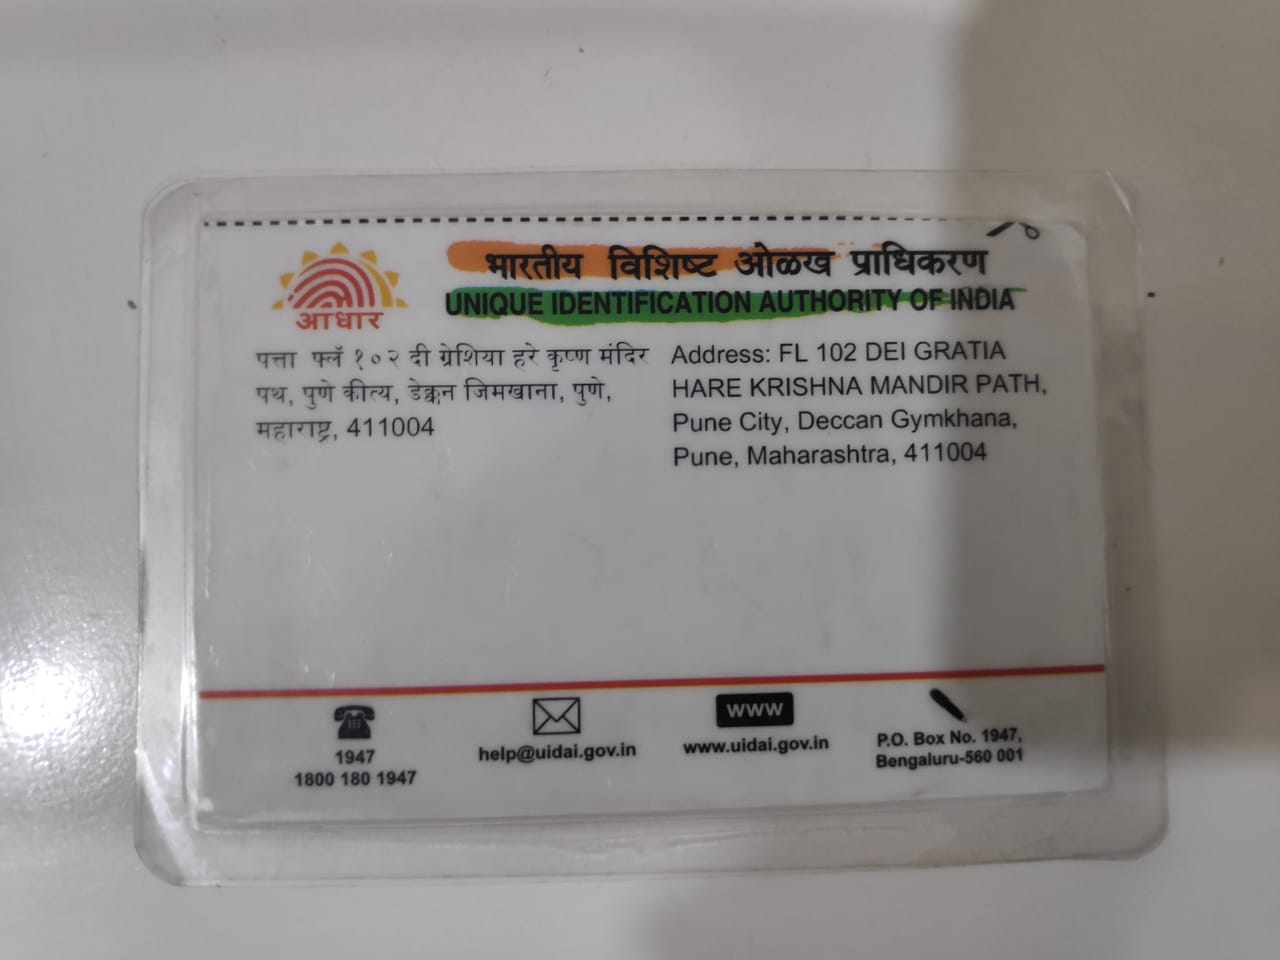 आधार
भारतीय विशिष्ट ओळख प्राधिकरण
UNIQUE IDENTIFICATION AUTHORITY OF INDIA
पत्ता फ्लॅ १०२ दी ग्रेशिया हरे कृष्ण मंदिर
पथ, पुणे कीत्य, डेक्कन जिमखाना, पुणे,
महाराष्ट्र, 411004
Address: FL 102 DEI GRATIA
HARE KRISHNA MANDIR PATH,
Pune City, Deccan Gymkhana,
Pune, Maharashtra, 411004
1947
1800 180 1947
help@uidai.gov.in
www
www.uidai.gov.in
P.O. Box No. 1947,
Bengaluru-560 001